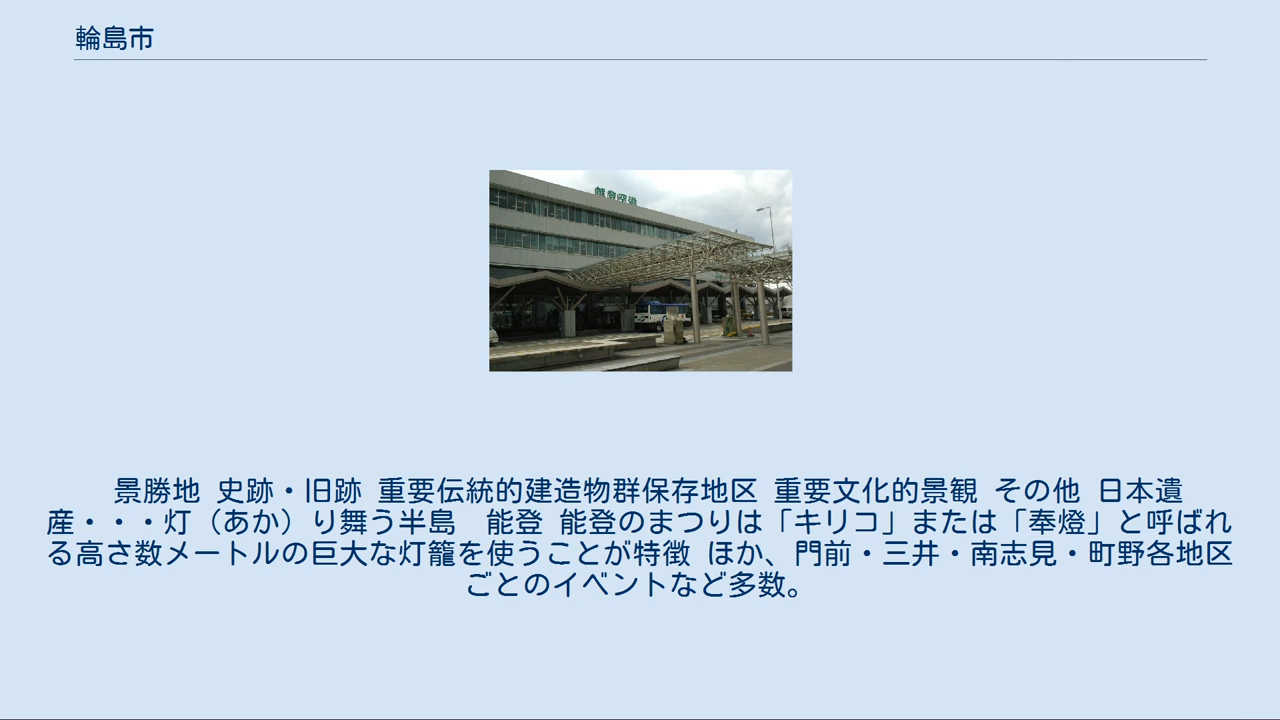 輪島市
能登空港
景勝地 史跡・旧跡 重要伝統的建造物群保存地区 重要文化的景観 その他 日本遺
産・・・灯（あか）り舞う半島　能登 能登のまつりは「キリコ」または「奉燈」と呼ばれ
る高さ数メートルの巨大な灯籠を使うことが特徴 ほか、門前・三井・南志見・町野各地区
ごとのイベントなど多数。